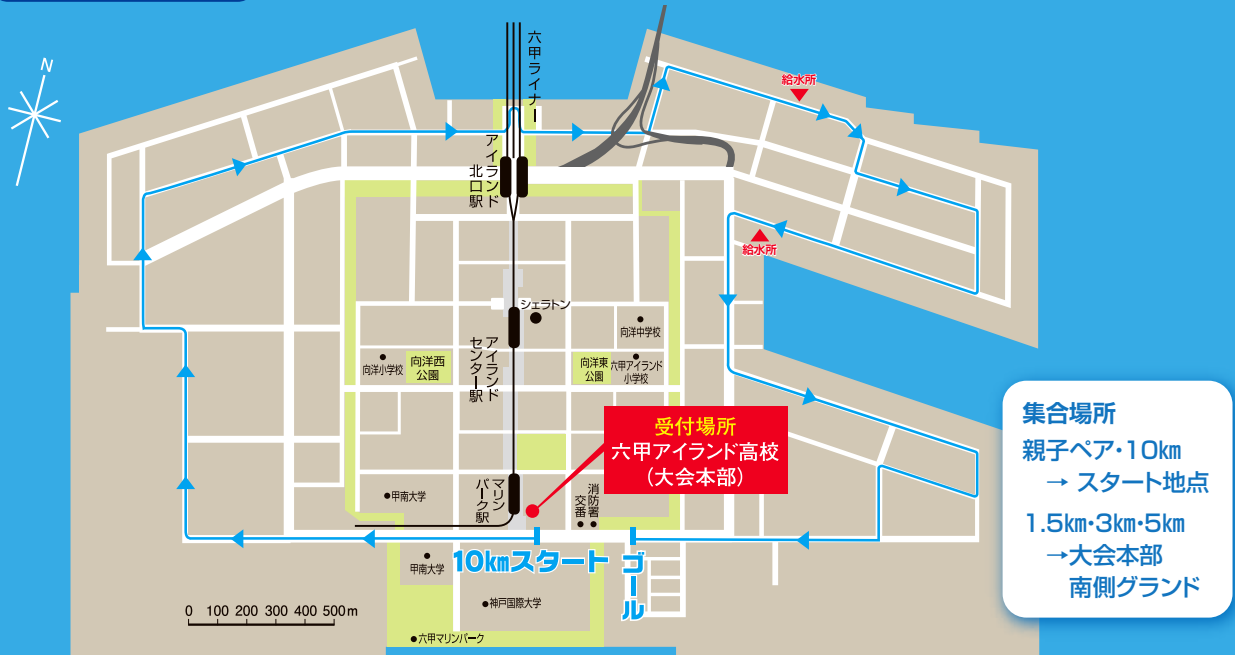 N
六甲ライナー
給水所
アイランド
北口駅
給水所
シェラトン
向洋中学校
アイランド
センター駅
向洋小学校
向洋西
公園
向洋東
公園
六甲アイランド
小学校
受付場所
六甲アイランド高校
(大会本部)
マリン
パーク駅
甲南大学
消防署
交番
10kmスタート
ゴール
甲南大学
神戸国際大学
六甲マリンパーク
0 100 200 300 400 500m
集合場所
親子ペア・10km
→ スタート地点
1.5km・3km・5km
→大会本部
南側グランド